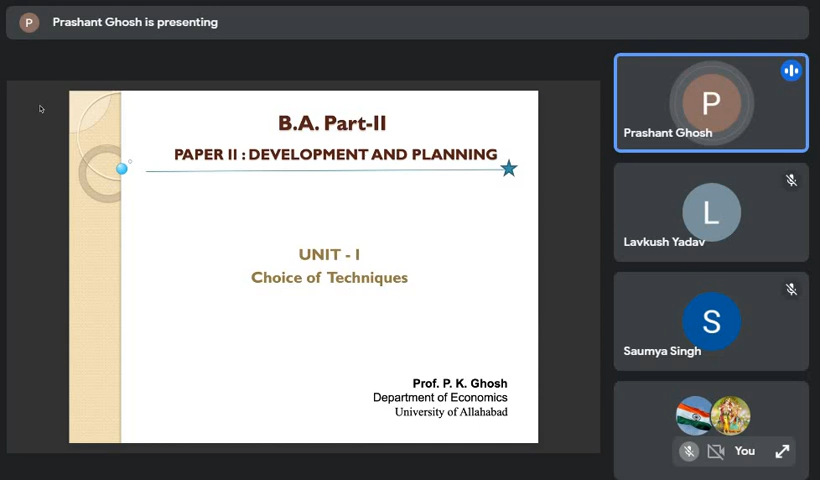 P
Prashant Ghosh is presenting
B.A. Part-II
PAPER II : DEVELOPMENT AND PLANNING
UNIT - I
Choice of Techniques
Prof. P. K. Ghosh
Department of Economics
University of Allahabad
P
Prashant Ghosh
L
Lavkush Yadav
S
Saumya Singh
You